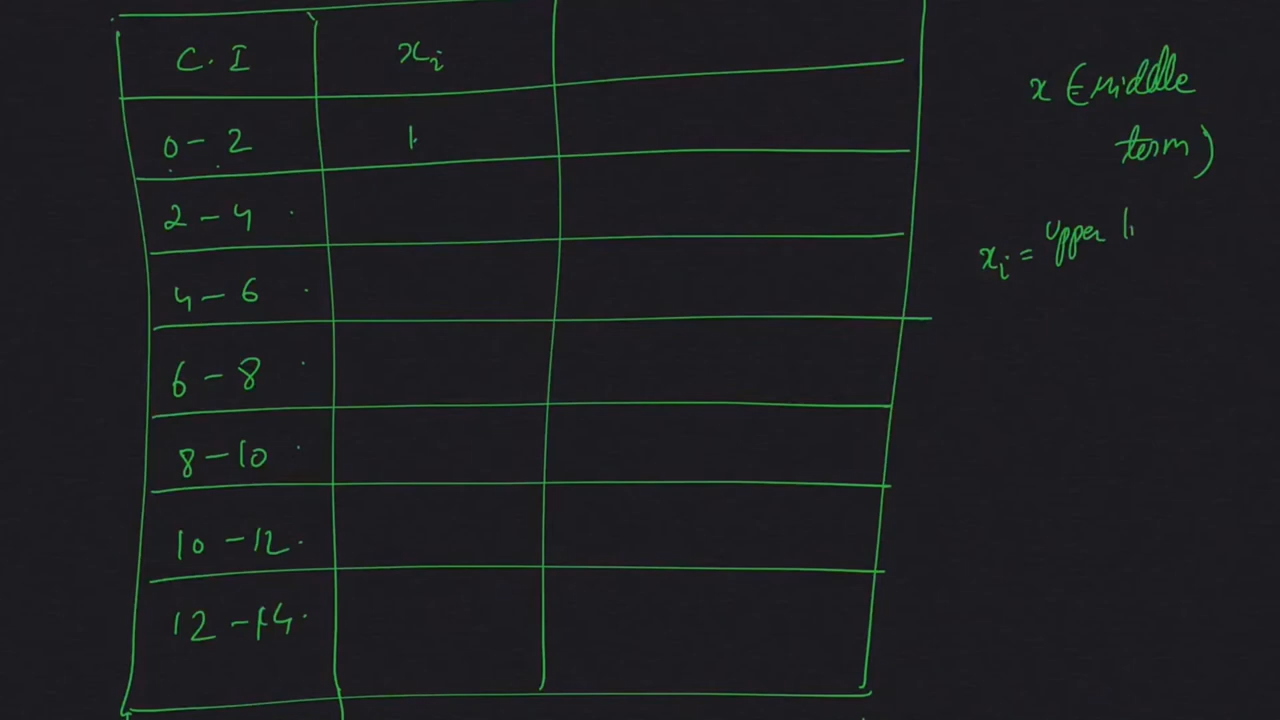 C.I xi
0 - 2 1
2 - 4
4 - 6
6 - 8
8 - 10
10 - 12
12 - 14
x (middle
term)
xi = upper li